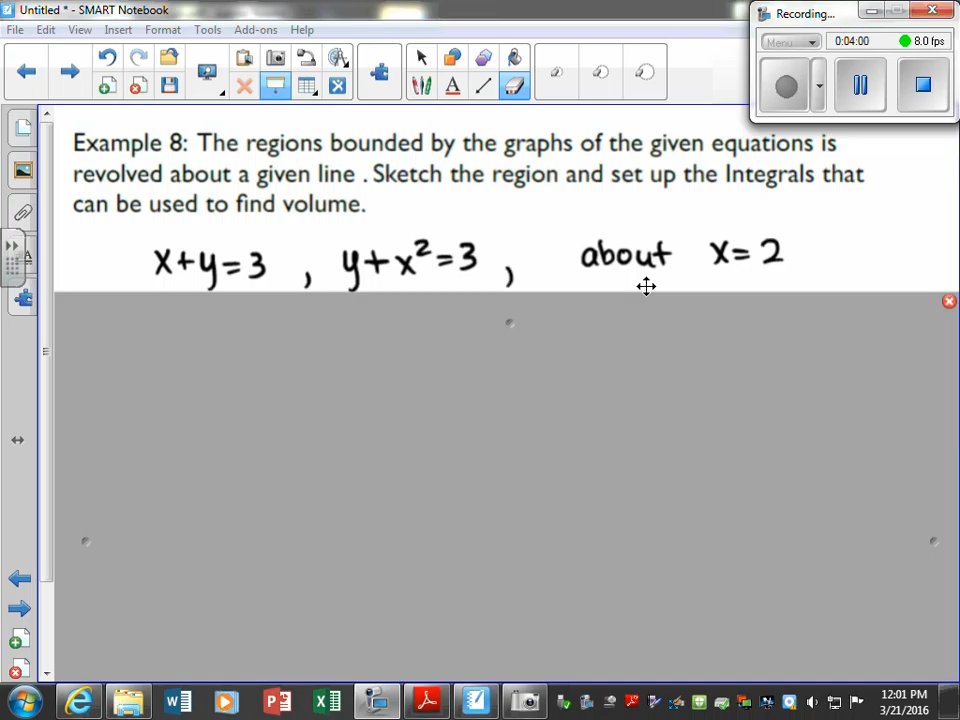 Untitled * - SMART Notebook
File Edit View Insert Format Tools Add-ons Help
Recording...
Menu
0:04:00
8.0 fps
Example 8: The regions bounded by the graphs of the given equations is
revolved about a given line . Sketch the region and set up the Integrals that
can be used to find volume.
x+y=3 , y+x²=3 , about x=2
12:01 PM
3/21/2016